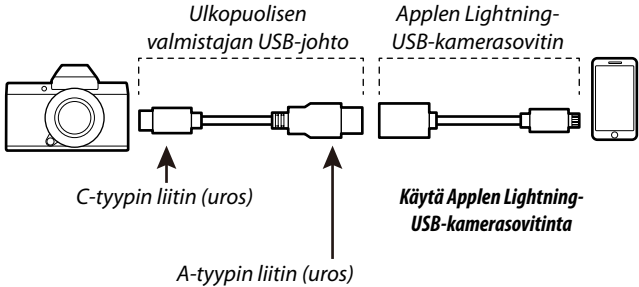 Ulkopuolisen
valmistajan USB-johto
Applen Lightning-
USB-kamerasovitin
C-tyypin liitin (uros)
Käytä Applen Lightning-
USB-kamerasovitinta
A-tyypin liitin (uros)